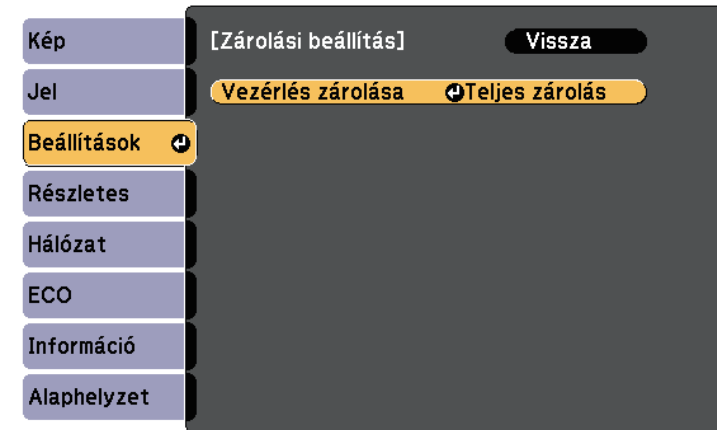 Kép
Jel
Beállítások
Részletes
Hálózat
ECO
Információ
Alaphelyzet
[Zárolási beállítás] Vissza
Vezérlés zárolása Teljes zárolás